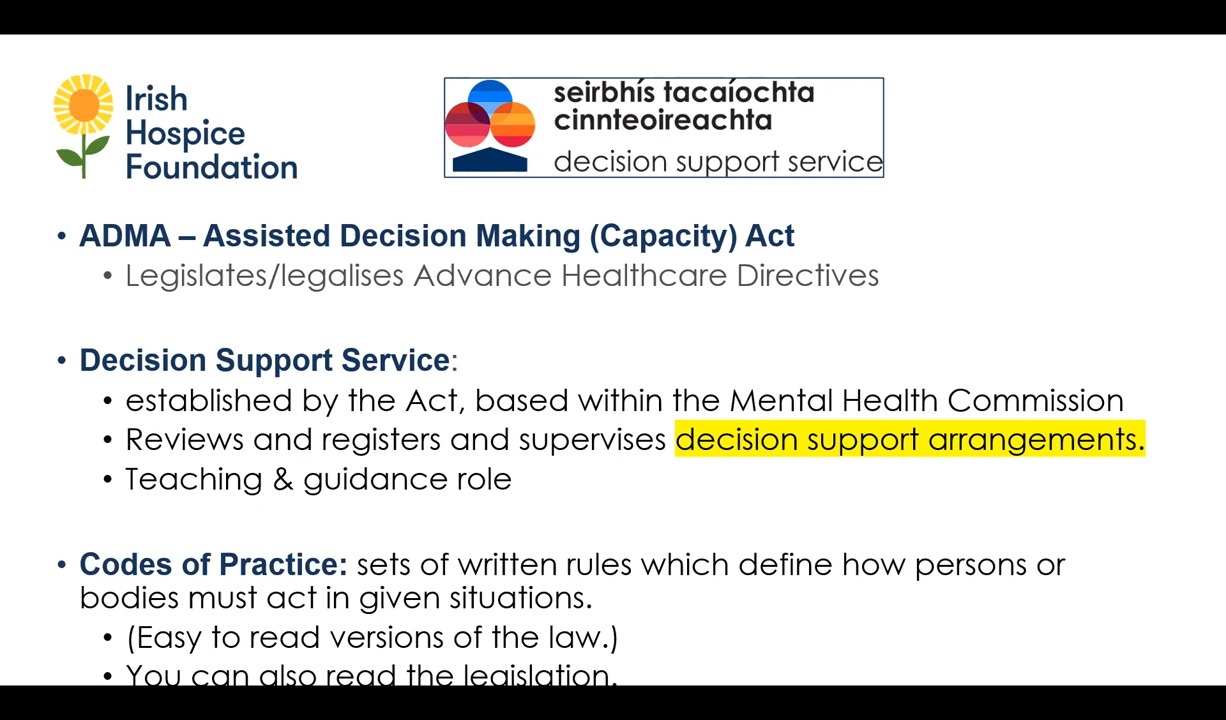 Irish
Hospice
Foundation
seirbhís tacaíochta
cinnteoireachta
decision support service
• ADMA – Assisted Decision Making (Capacity) Act
• Legislates/legalises Advance Healthcare Directives
• Decision Support Service:
• established by the Act, based within the Mental Health Commission
• Reviews and registers and supervises decision support arrangements.
• Teaching & guidance role
• Codes of Practice: sets of written rules which define how persons or
bodies must act in given situations.
• (Easy to read versions of the law.)
• You can also read the legislation.